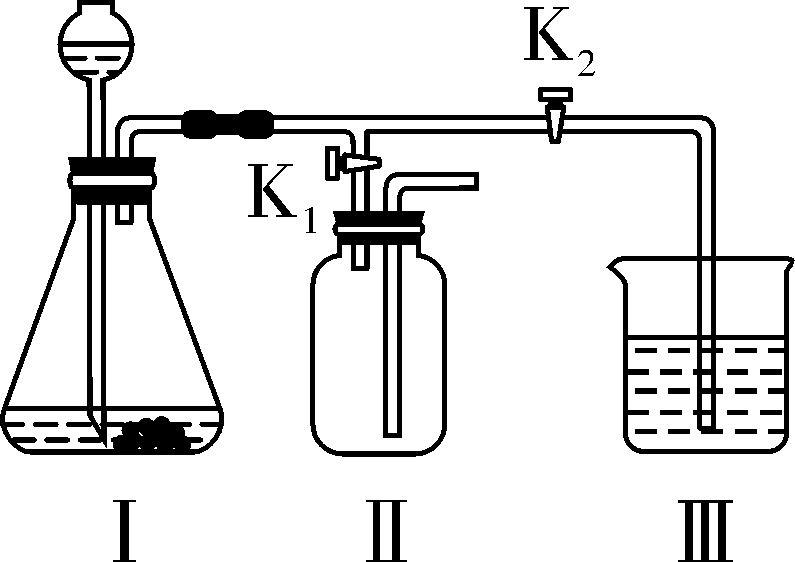 K₂
K₁
Ⅰ Ⅱ Ⅲ